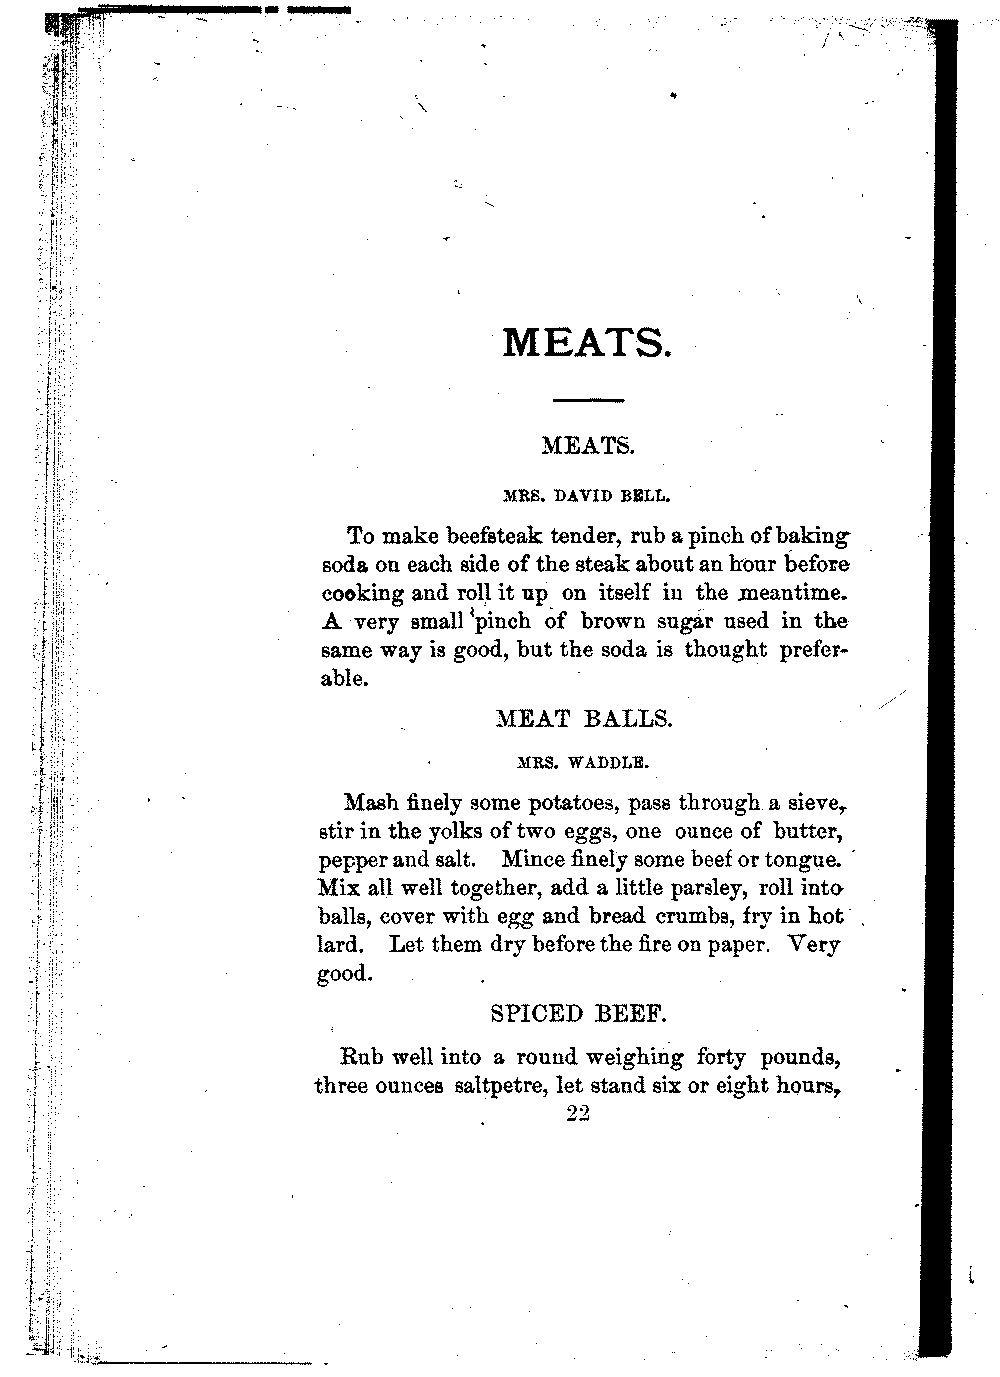 MEATS.
MEATS.
MRS. DAVID BELL.
To make beefsteak tender, rub a pinch of baking
soda on each side of the steak about an hour before
cooking and roll it up on itself in the meantime.
A very small pinch of brown sugar used in the
same way is good, but the soda is thought prefer-
able.
MEAT BALLS.
MRS. WADDLE.
Mash finely some potatoes, pass through a sieve,
stir in the yolks of two eggs, one ounce of butter,
pepper and salt. Mince finely some beef or tongue.
Mix all well together, add a little parsley, roll into
balls, cover with egg and bread crumbs, fry in hot
lard. Let them dry before the fire on paper. Very
good.
SPICED BEEF.
Rub well into a round weighing forty pounds,
three ounces saltpetre, let stand six or eight hours,
22